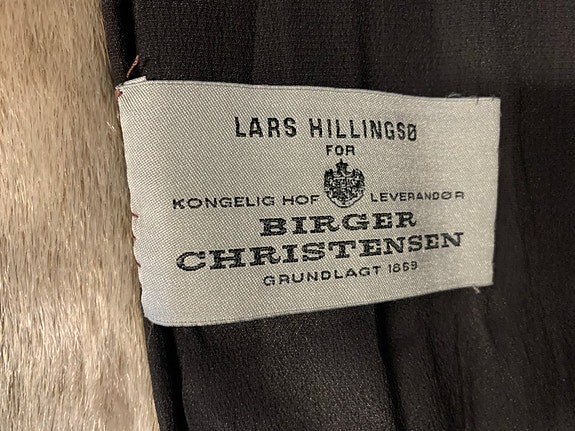 LARS HILLINGSØ
FOR
KONGELIG HOF LEVERANDØR
BIRGER
CHRISTENSEN
GRUNDLAGT 1869